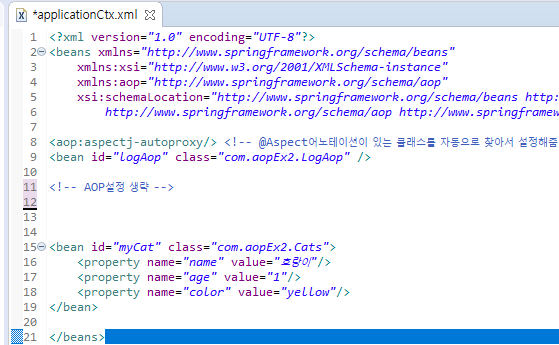 *applicationCtx.xml
1 <?xml version="1.0" encoding="UTF-8"?>
2 <beans xmlns="http://www.springframework.org/schema/beans"
3 xmlns:xsi="http://www.w3.org/2001/XMLSchema-instance"
4 xmlns:aop="http://www.springframework.org/schema/aop"
5 xsi:schemaLocation="http://www.springframework.org/schema/beans http:
6 http://www.springframework.org/schema/aop http://www.springframew
7
8 <aop:aspectj-autoproxy/> <!-- @Aspect어노테이션이 있는 클래스를 자동으로 찾아서 설정해줌
9 <bean id="logAop" class="com.aopEx2.LogAop" />
10
11 <!-- AOP설정 생략 -->
12
13
14
15 <bean id="myCat" class="com.aopEx2.Cats">
16 <property name="name" value="호랑이"/>
17 <property name="age" value="1"/>
18 <property name="color" value="yellow"/>
19 </bean>
20
21 </beans>